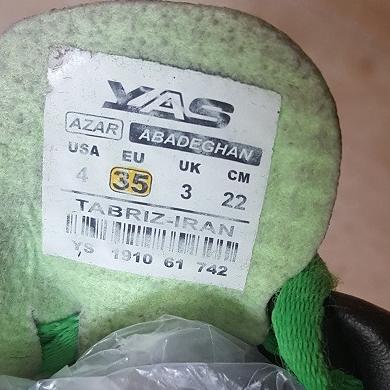 YAS
AZAR ABADEGHAN
USA EU UK CM
4 35 3 22
TABRIZ-IRAN
YS 1910 61 742